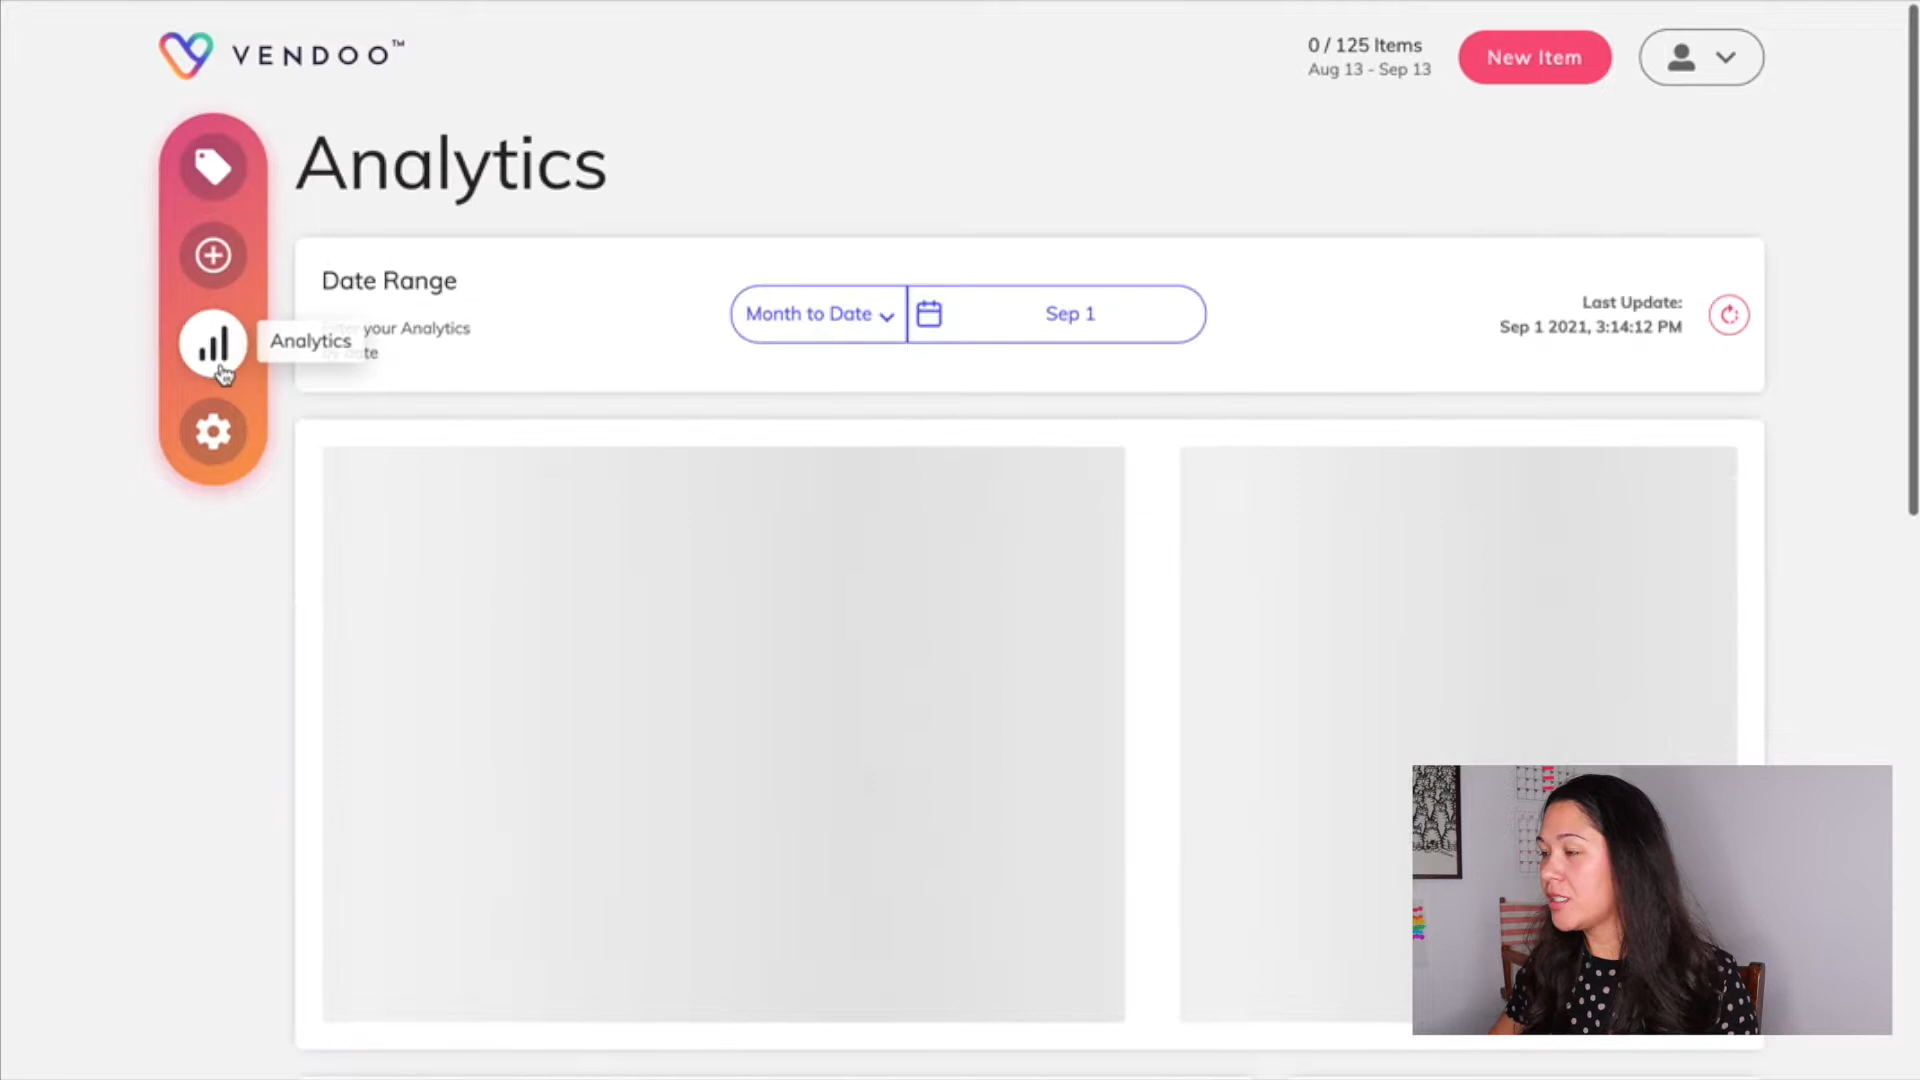 VENDOO™
0 / 125 Items
Aug 13 - Sep 13
New Item
Analytics
Date Range
your Analytics
Analytics
Month to Date
Sep 1
Last Update:
Sep 1 2021, 3:14:12 PM